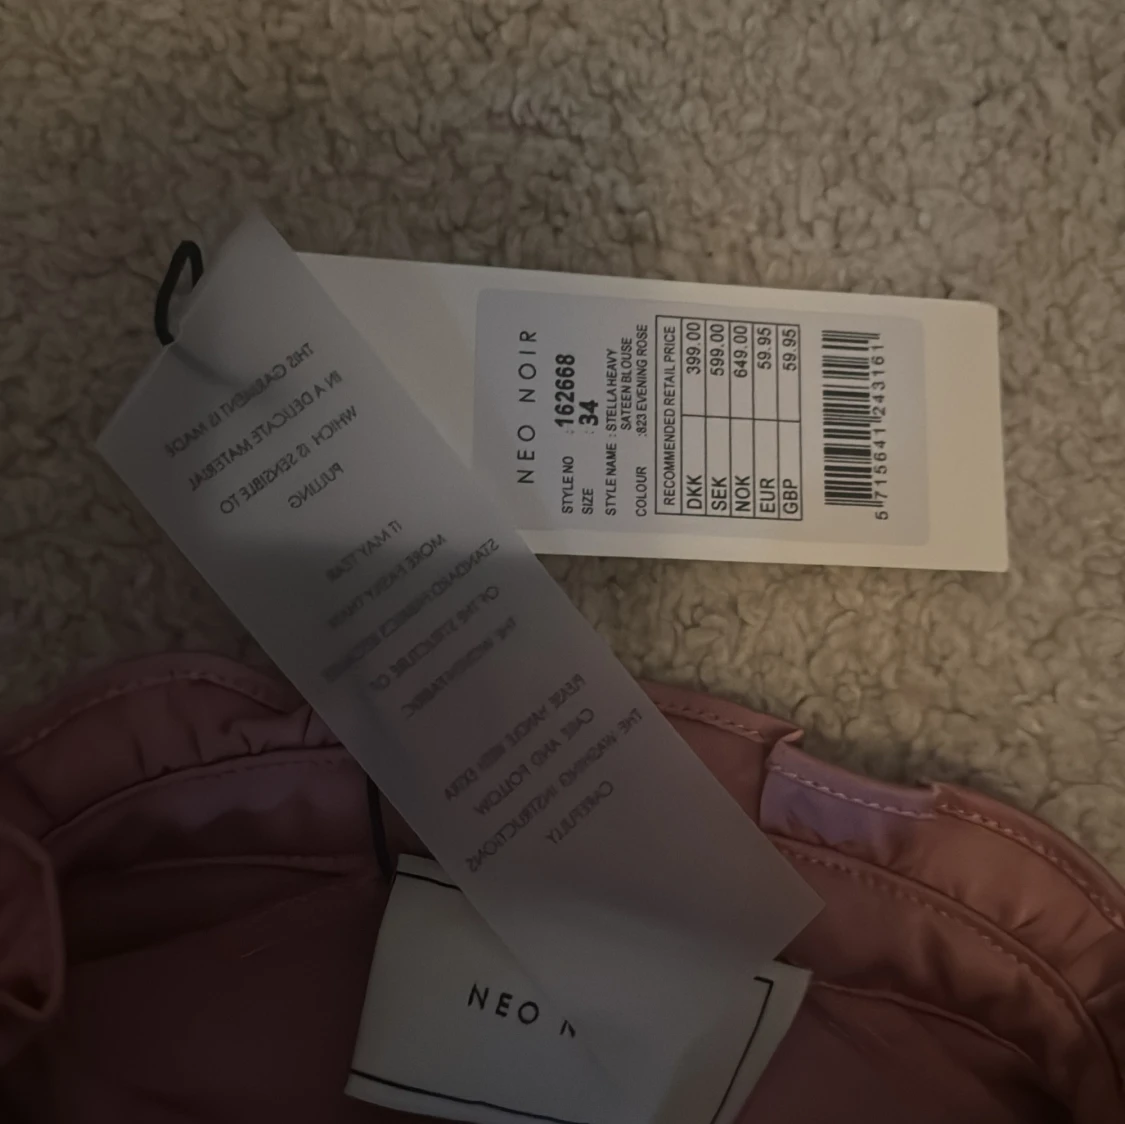 NEO NOIR
STYLE NO : 162668
SIZE : 34
STYLE NAME : STELLA HEAVY
SATEEN BLOUSE
COLOUR :823 EVENING ROSE
RECOMMENDED RETAIL PRICE
DKK 399.00
SEK 599.00
NOK 649.00
EUR 59.95
GBP 59.95
5 715641 243161
THIS GARMENT IS MADE
IN A DELICATE MATERIAL
WHICH IS SENSIBLE TO
PULLING
IT MAY TEAR
MORE EASILY THAN
STANDARD FABRICS BECAUSE
OF THE STRUCTURE OF
THE
PLEASE HANDLE WITH EXTRA
CARE AND FOLLOW
THE WASHING INSTRUCTIONS
CAREFULLY
NEO N